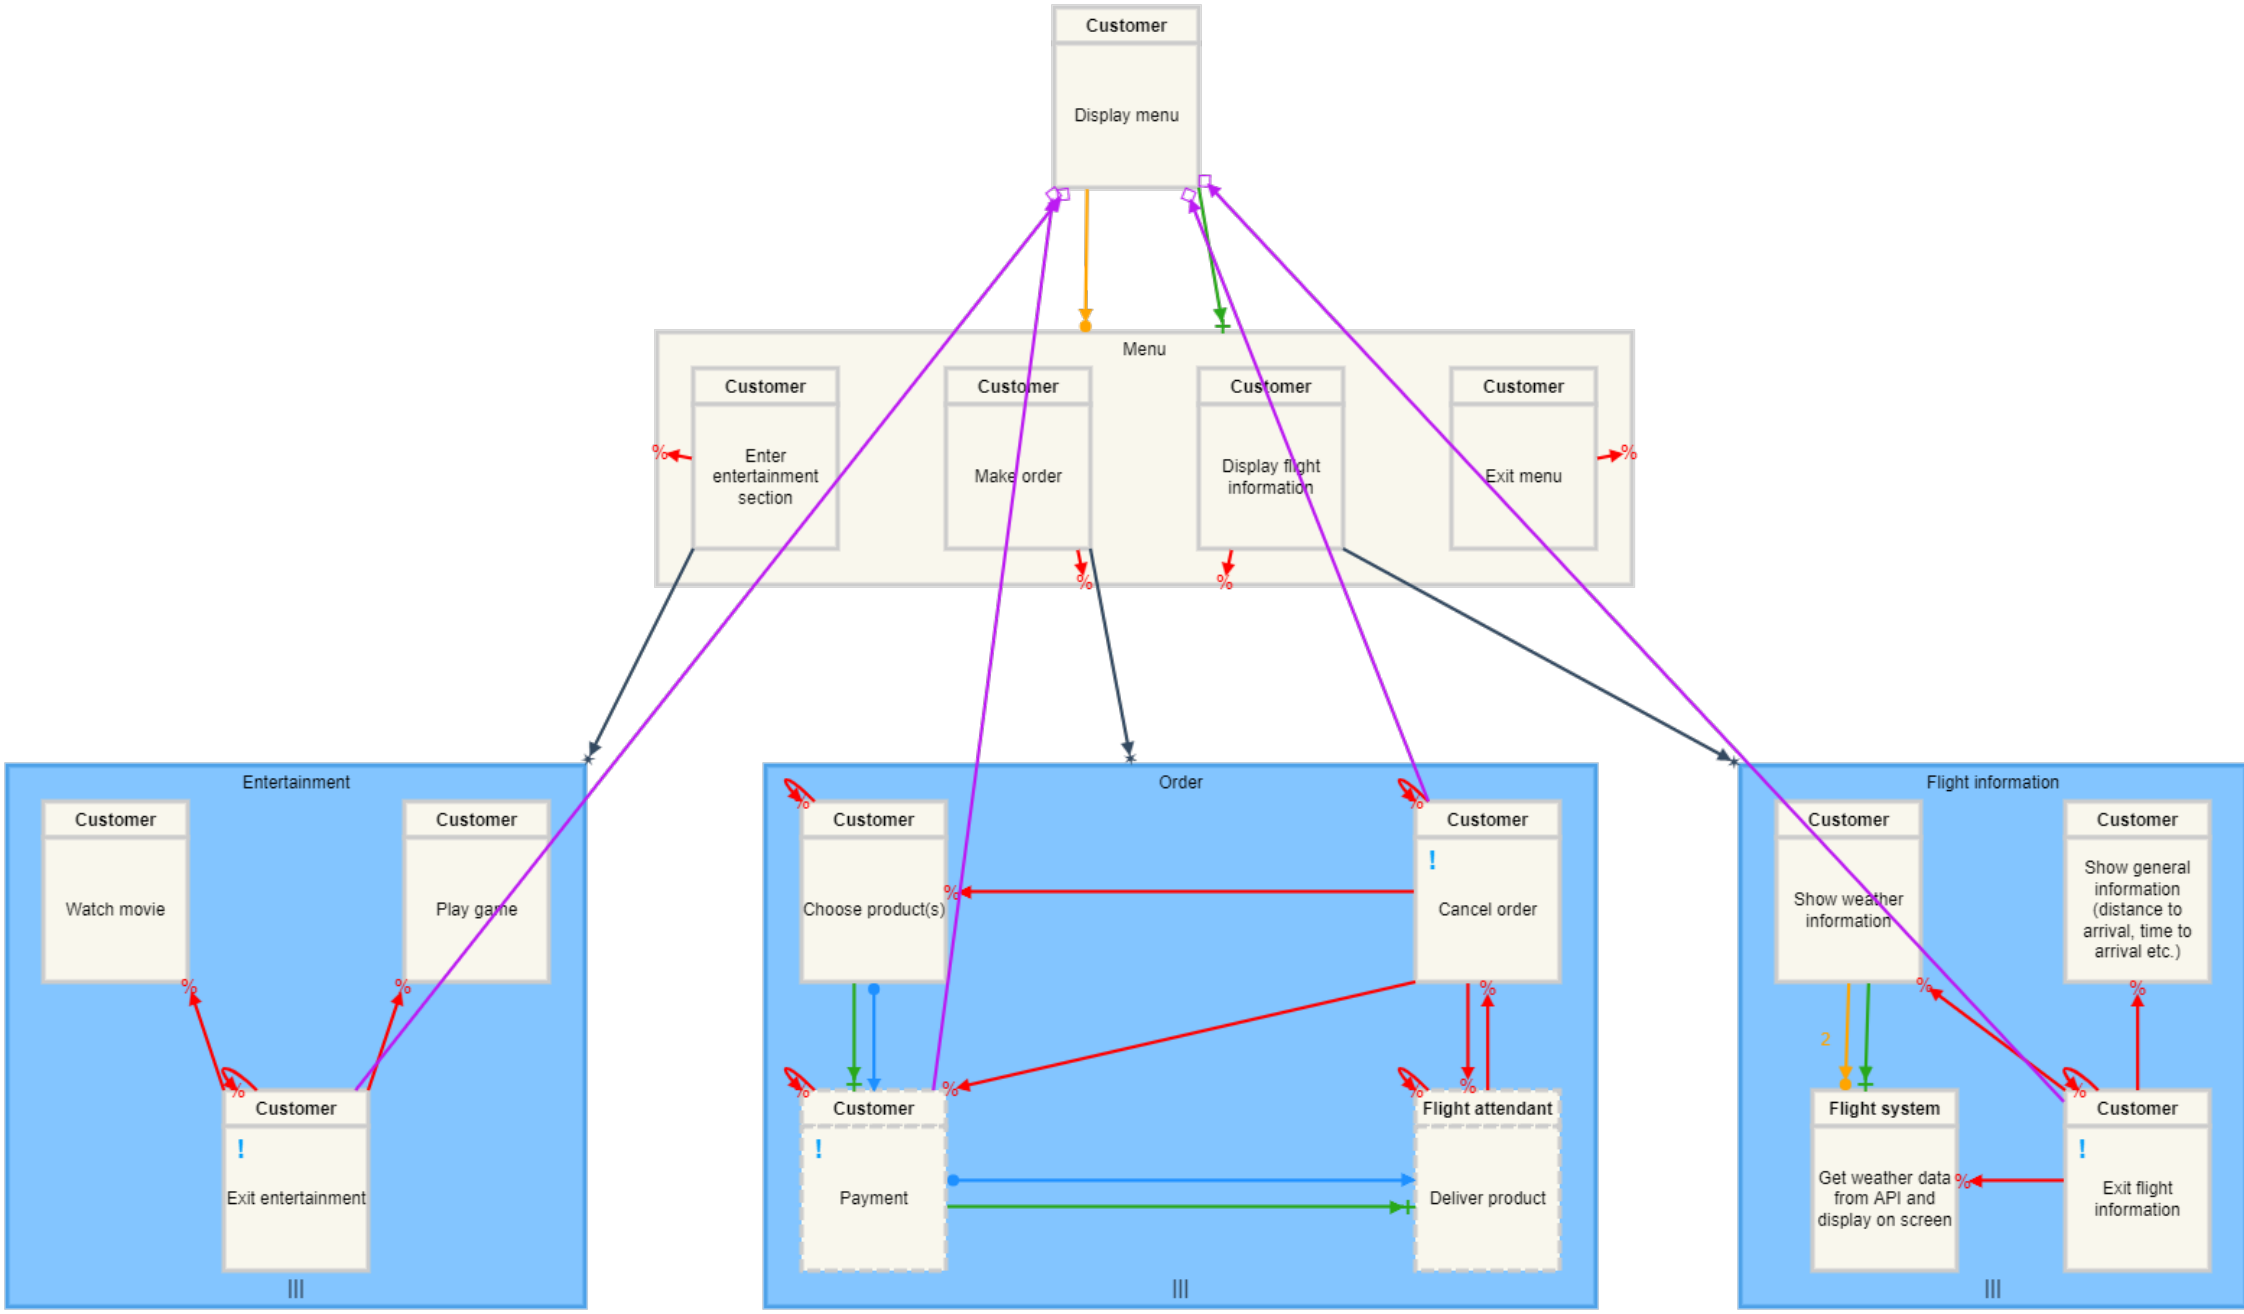 Customer
Display menu
Menu
Customer
Enter
entertainment
section
Customer
Make order
Customer
Display flight
information
Customer
Exit menu
%
%
%
%
Entertainment
Customer
Watch movie
Customer
Play game
%
%
%
Customer
!
Exit entertainment
Order
%
Customer
Choose product(s)
%
Customer
!
Cancel order
%
%
%
%
%
Customer
!
Payment
%
%
Flight attendant
Deliver product
Flight information
Customer
Show weather
information
Customer
Show general
information
(distance to
arrival, time to
arrival etc.)
%
%
2
Flight system
Get weather data
from API and
display on screen
%
%
Customer
!
Exit flight
information